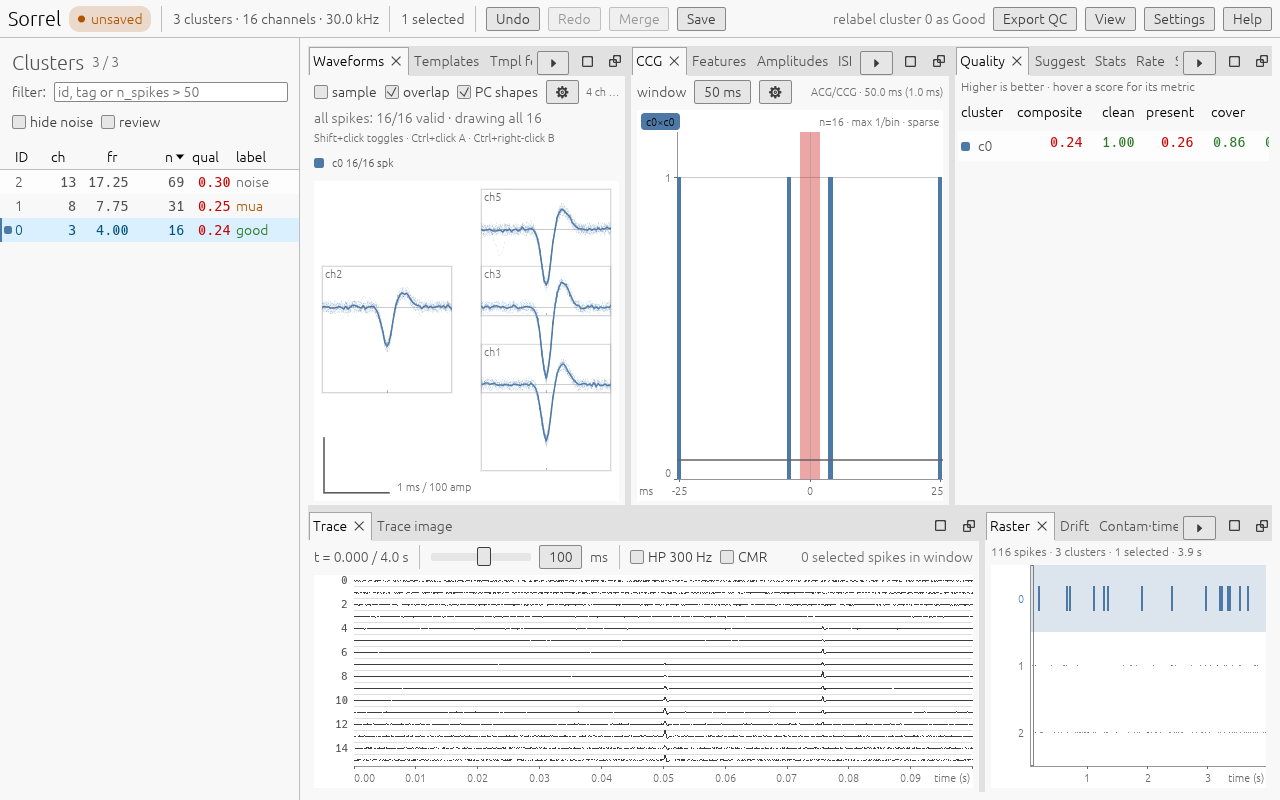 Sorrel unsaved 3 clusters · 16 channels · 30.0 kHz 1 selected Undo Redo Merge Save relabel cluster 0 as Good Export QC View Settings Help
Clusters 3 / 3
filter: id, tag or n_spikes > 50
hide noise review
ID ch fr n qual label
2 13 17.25 69 0.30 noise
1 8 7.75 31 0.25 mua
0 3 4.00 16 0.24 good
Waveforms Templates Tmpl
sample overlap PC shapes 4 ch …
all spikes: 16/16 valid · drawing all 16
Shift+click toggles · Ctrl+click A · Ctrl+right-click B
c0 16/16 spk
ch5
ch2
ch3
ch1
1 ms / 100 amp
CCG Features Amplitudes ISI
window 50 ms ACG/CCG · 50.0 ms (1.0 ms)
c0×c0 n=16 · max 1/bin · sparse
1
0
ms -25 0 25
Quality Suggest Stats Rate
Higher is better · hover a score for its metric
cluster composite clean present cover
c0 0.24 1.00 0.26 0.86
Trace Trace image
t = 0.000 / 4.0 s 100 ms HP 300 Hz CMR 0 selected spikes in window
0
2
4
6
8
10
12
14
0.00 0.01 0.02 0.03 0.04 0.05 0.06 0.07 0.08 0.09 time (s)
Raster Drift Contam-time
116 spikes · 3 clusters · 1 selected · 3.9 s
0
1
2
1 2 3 time (s)